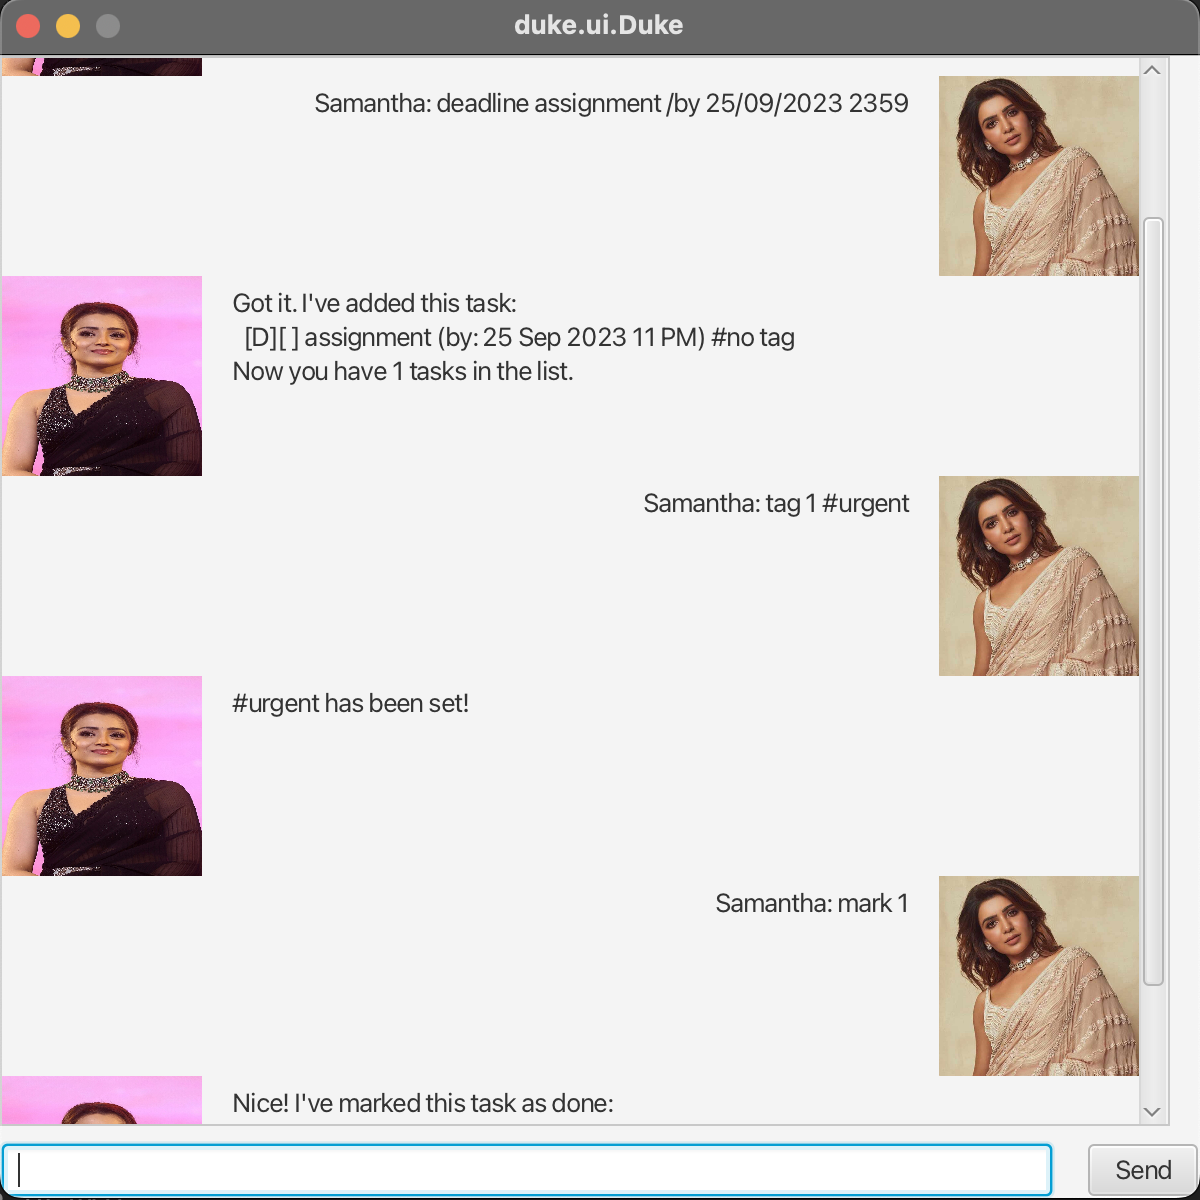 duke.ui.Duke
Samantha: deadline assignment /by 25/09/2023 2359
Got it. I've added this task:
[D][ ] assignment (by: 25 Sep 2023 11 PM) #no tag
Now you have 1 tasks in the list.
Samantha: tag 1 #urgent
#urgent has been set!
Samantha: mark 1
Nice! I've marked this task as done:
Send